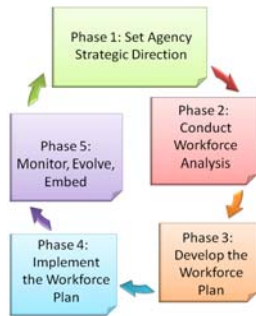 Phase 1: Set Agency
Strategic Direction
Phase 2:
Conduct
Workforce
Analysis
Phase 3:
Develop the
Workforce
Plan
Phase 4:
Implement
the Workforce
Plan
Phase 5:
Monitor, Evolve,
Embed